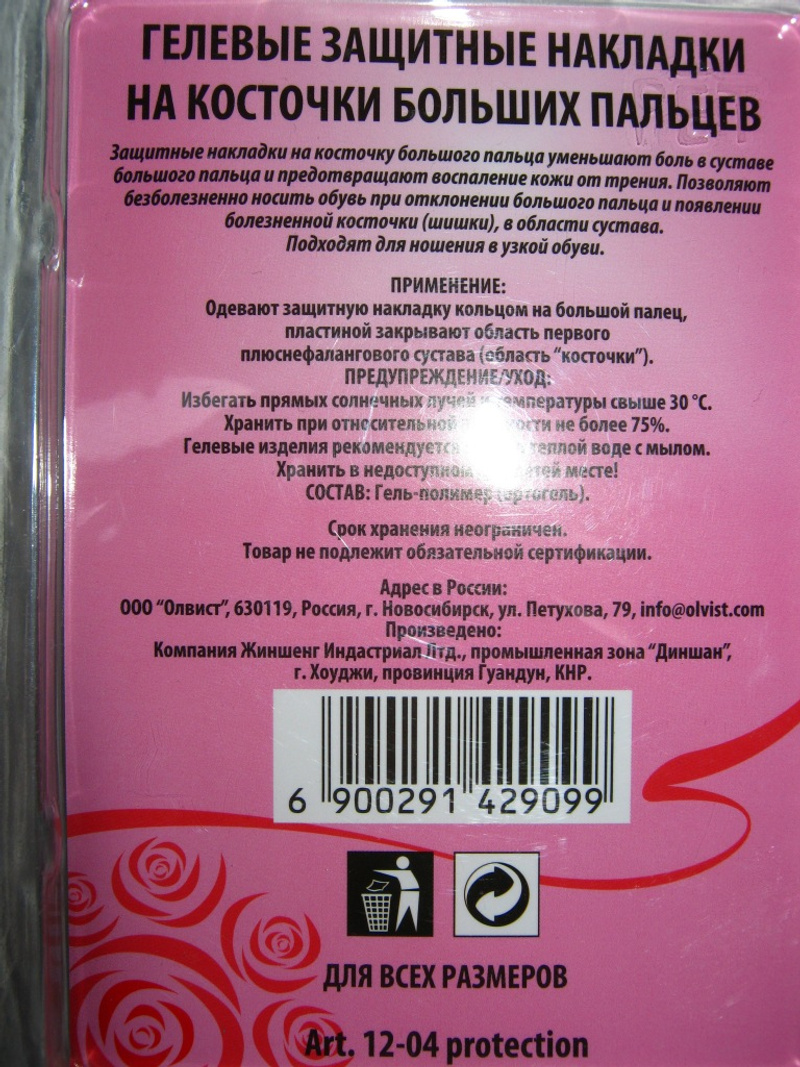 ГЕЛЕВЫЕ ЗАЩИТНЫЕ НАКЛАДКИ
НА КОСТОЧКИ БОЛЬШИХ ПАЛЬЦЕВ
Защитные накладки на косточку большого пальца уменьшают боль в суставе
большого пальца и предотвращают воспаление кожи от трения. Позволяют
безболезненно носить обувь при отклонении большого пальца и появлении
болезненной косточки (шишки), в области сустава.
Подходят для ношения в узкой обуви.
ПРИМЕНЕНИЕ:
Одевают защитную накладку кольцом на большой палец,
пластиной закрывают область первого
плюснефалангового сустава (область "косточки").
ПРЕДУПРЕЖДЕНИЕ/УХОД:
Избегать прямых солнечных лучей и температуры свыше 30 °С.
Хранить при относительной не более 75%.
Гелевые изделия рекомендуется теплой воде с мылом.
Хранить в недоступном месте!
СОСТАВ: Гель-полимер (ортогель).
Срок хранения неограничен.
Товар не подлежит обязательной сертификации.
Адрес в России:
ООО "Олвист", 630119, Россия, г. Новосибирск, ул. Петухова, 79, info@olvist.com
Произведено:
Компания Жиншенг Индастриал Лтд., промышленная зона "Диншан",
г. Хоуджи, провинция Гуандун, КНР.
6 900291 429099
ДЛЯ ВСЕХ РАЗМЕРОВ
Art. 12-04 protection